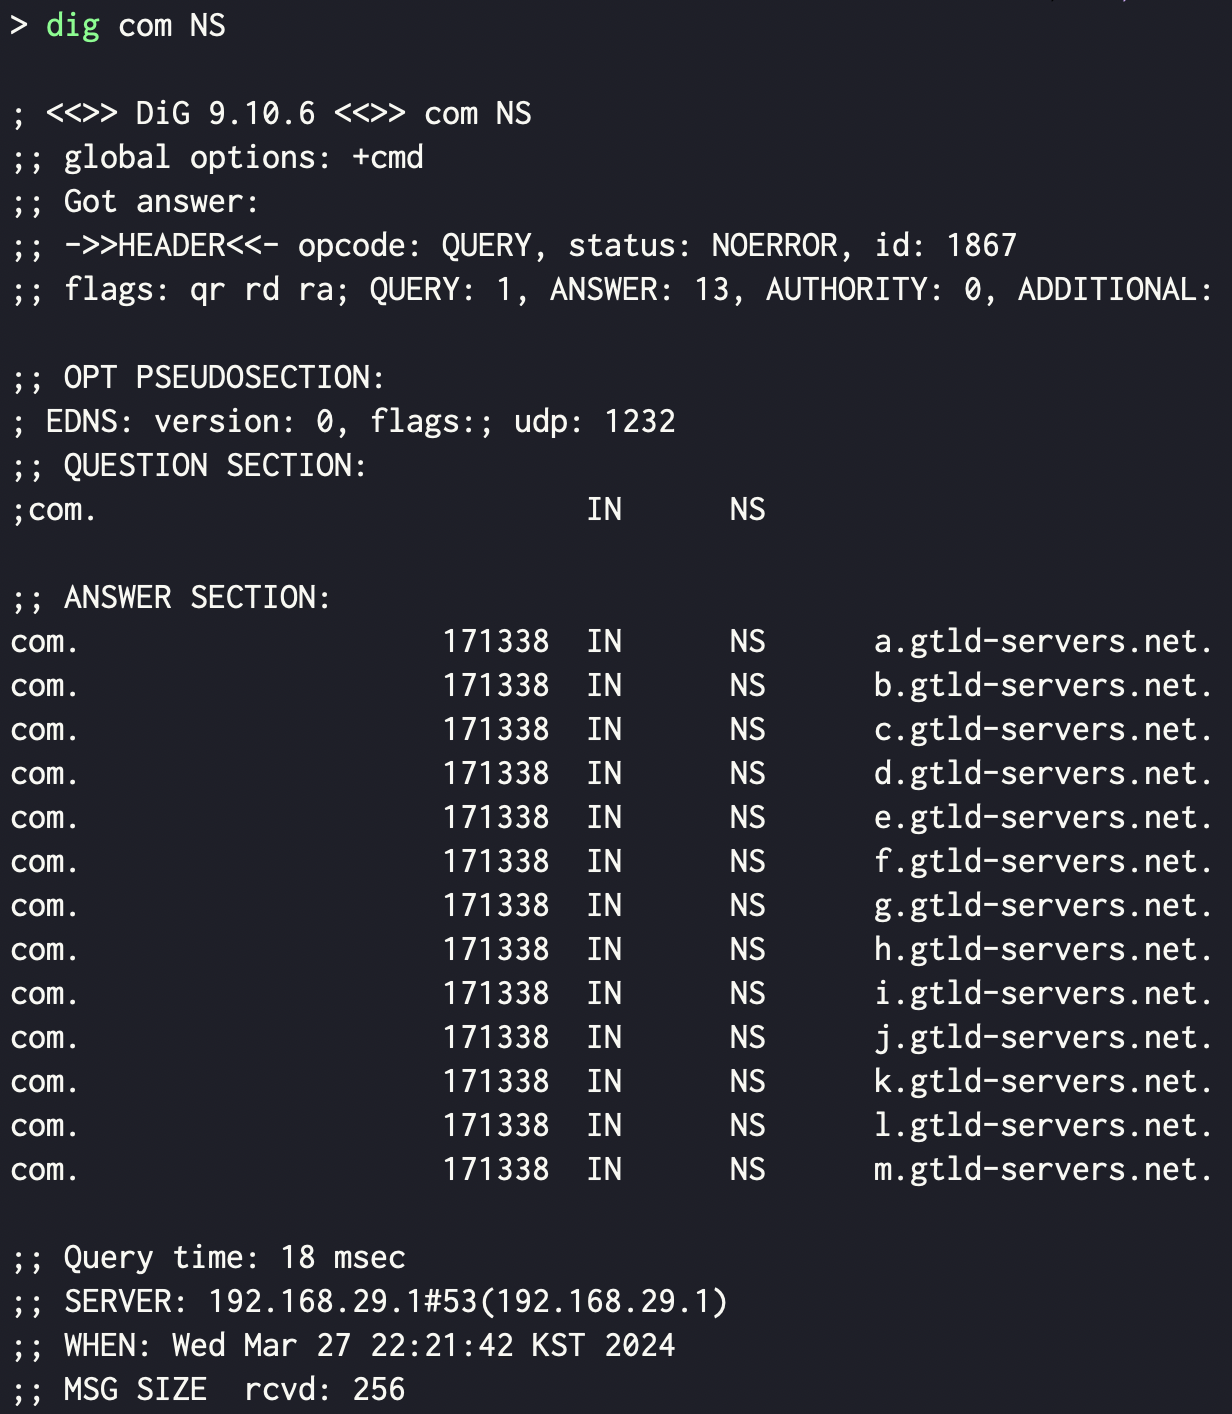 > dig com NS

; <<>> DiG 9.10.6 <<>> com NS
;; global options: +cmd
;; Got answer:
;; ->>HEADER<<- opcode: QUERY, status: NOERROR, id: 1867
;; flags: qr rd ra; QUERY: 1, ANSWER: 13, AUTHORITY: 0, ADDITIONAL:

;; OPT PSEUDOSECTION:
; EDNS: version: 0, flags:; udp: 1232
;; QUESTION SECTION:
;com.                           IN      NS

;; ANSWER SECTION:
com.                    171338  IN      NS      a.gtld-servers.net.
com.                    171338  IN      NS      b.gtld-servers.net.
com.                    171338  IN      NS      c.gtld-servers.net.
com.                    171338  IN      NS      d.gtld-servers.net.
com.                    171338  IN      NS      e.gtld-servers.net.
com.                    171338  IN      NS      f.gtld-servers.net.
com.                    171338  IN      NS      g.gtld-servers.net.
com.                    171338  IN      NS      h.gtld-servers.net.
com.                    171338  IN      NS      i.gtld-servers.net.
com.                    171338  IN      NS      j.gtld-servers.net.
com.                    171338  IN      NS      k.gtld-servers.net.
com.                    171338  IN      NS      l.gtld-servers.net.
com.                    171338  IN      NS      m.gtld-servers.net.

;; Query time: 18 msec
;; SERVER: 192.168.29.1#53(192.168.29.1)
;; WHEN: Wed Mar 27 22:21:42 KST 2024
;; MSG SIZE  rcvd: 256